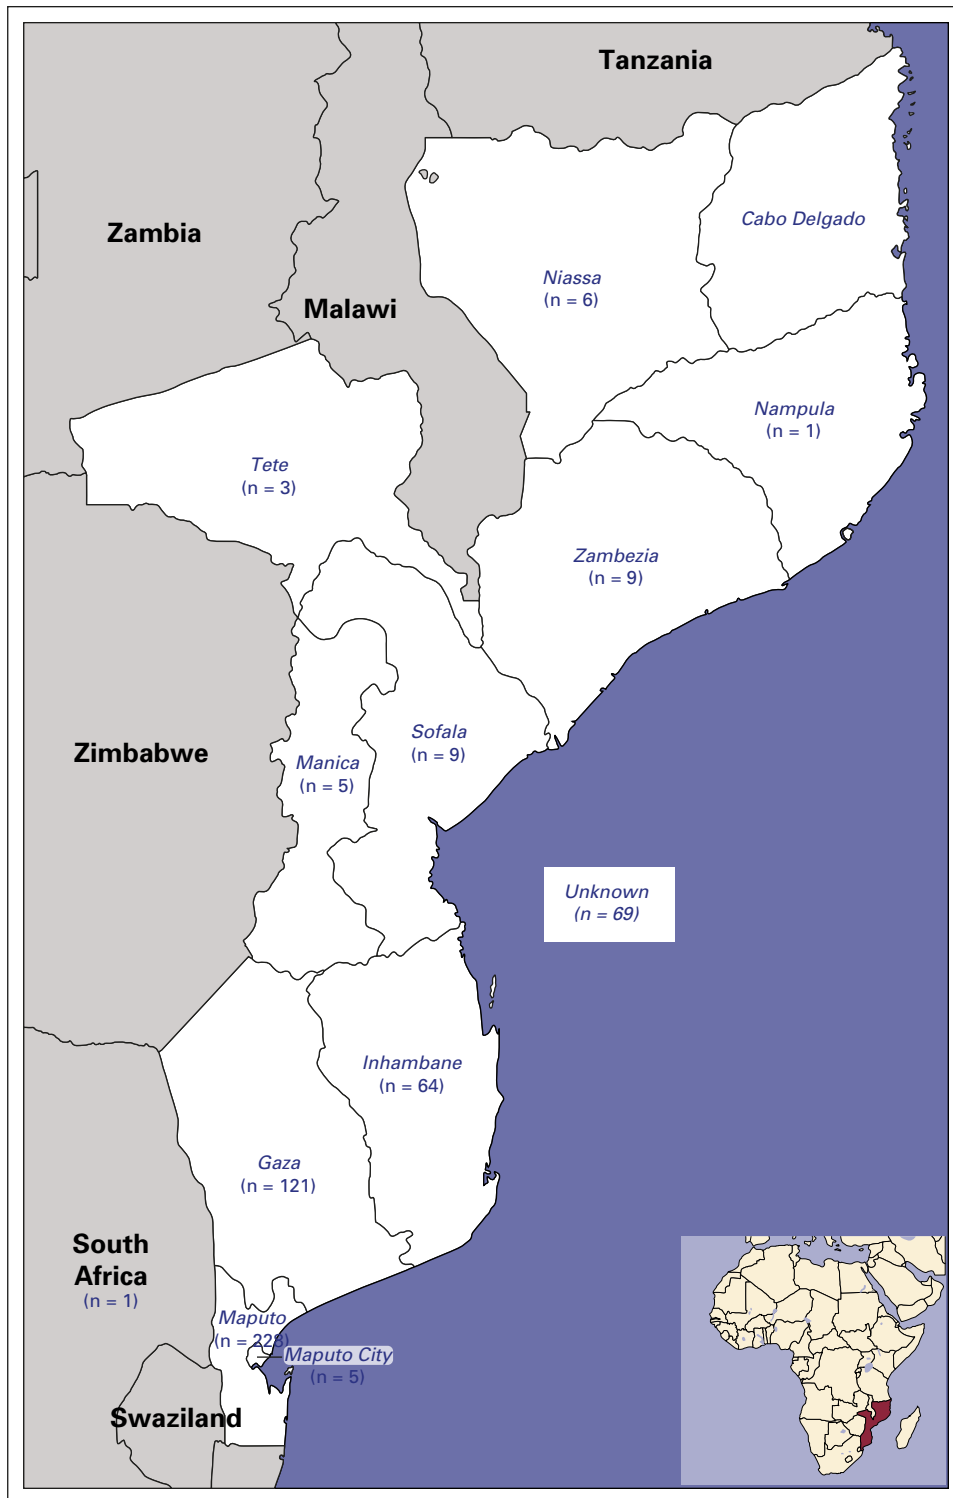 Tanzania
Cabo Delgado
Zambia
Niassa
(n = 6)
Malawi
Nampula
(n = 1)
Tete
(n = 3)
Zambezia
(n = 9)
Sofala
(n = 9)
Zimbabwe
Manica
(n = 5)
Unknown
(n = 69)
Inhambane
(n = 64)
Gaza
(n = 121)
South
Africa
(n = 1)
Maputo
(n = 228)
Maputo City
(n = 5)
Swaziland